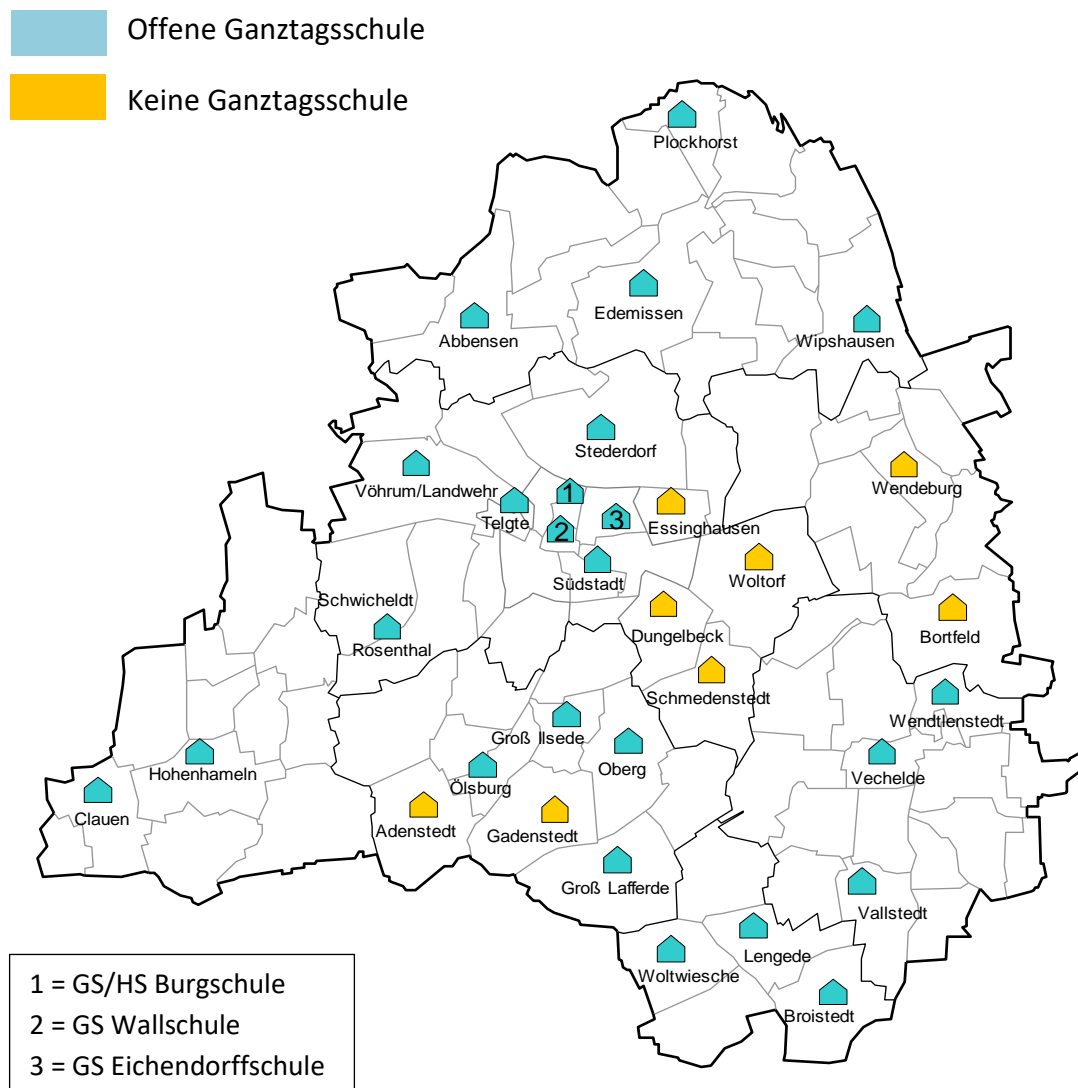 Offene Ganztagsschule
Keine Ganztagsschule
Plockhorst
Edemissen
Abbensen
Wipshausen
Stederdorf
Vöhrum/Landwehr
Wendeburg
1
Telgte
3
Essinghausen
2
Südstadt
Woltorf
Schwicheldt
Rosenthal
Dungelbeck
Bortfeld
Schmedenstedt
Wendtlenstedt
Groß Ilsede
Oberg
Hohenhameln
Ölsburg
Vechelde
Clauen
Adenstedt
Gadenstedt
Groß Lafferde
Vallstedt
Lengede
Woltwiesche
Broistedt
1 = GS/HS Burgschule
2 = GS Wallschule
3 = GS Eichendorffschule